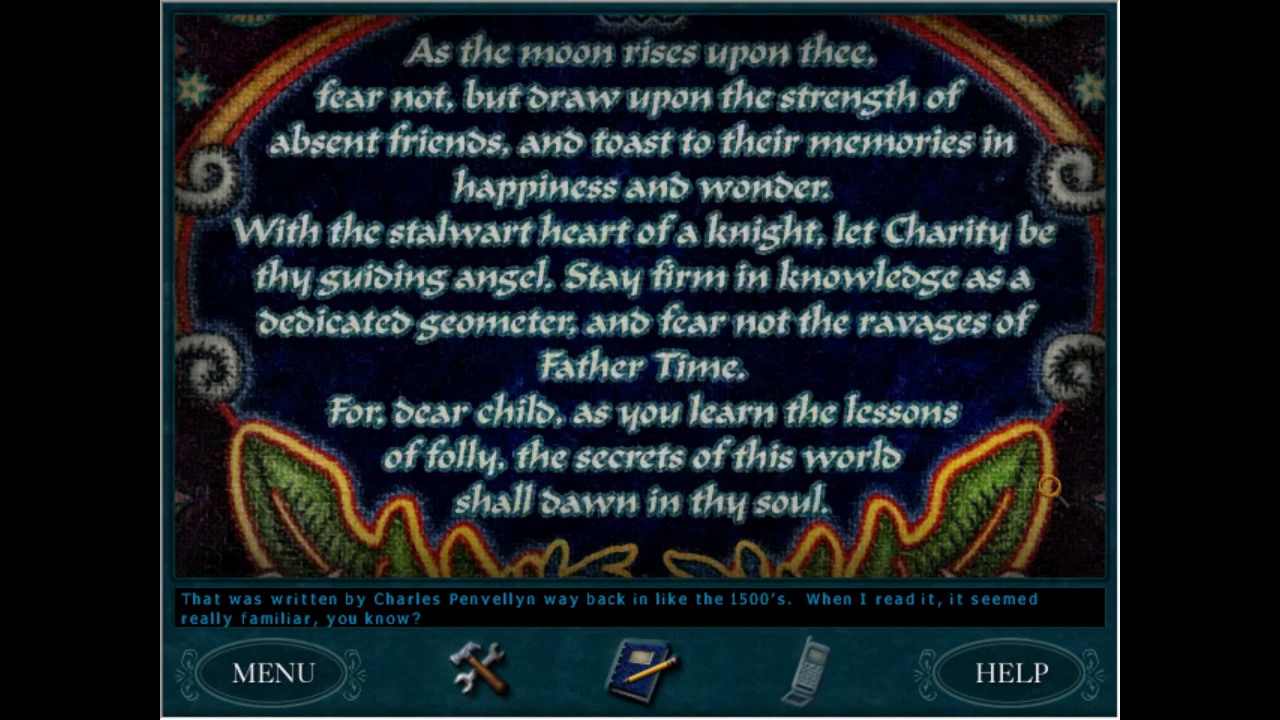 As the moon rises upon thee,
fear not, but draw upon the strength of
absent friends, and toast to their memories in
happiness and wonder.
With the stalwart heart of a knight, let Charity be
thy guiding angel. Stay firm in knowledge as a
dedicated geometer, and fear not the ravages of
Father Time.
For, dear child, as you learn the lessons
of folly, the secrets of this world
shall dawn in thy soul.
That was written by Charles Penvellyn way back in like the 1500's. When I read it, it seemed
really familiar, you know?
MENU
HELP